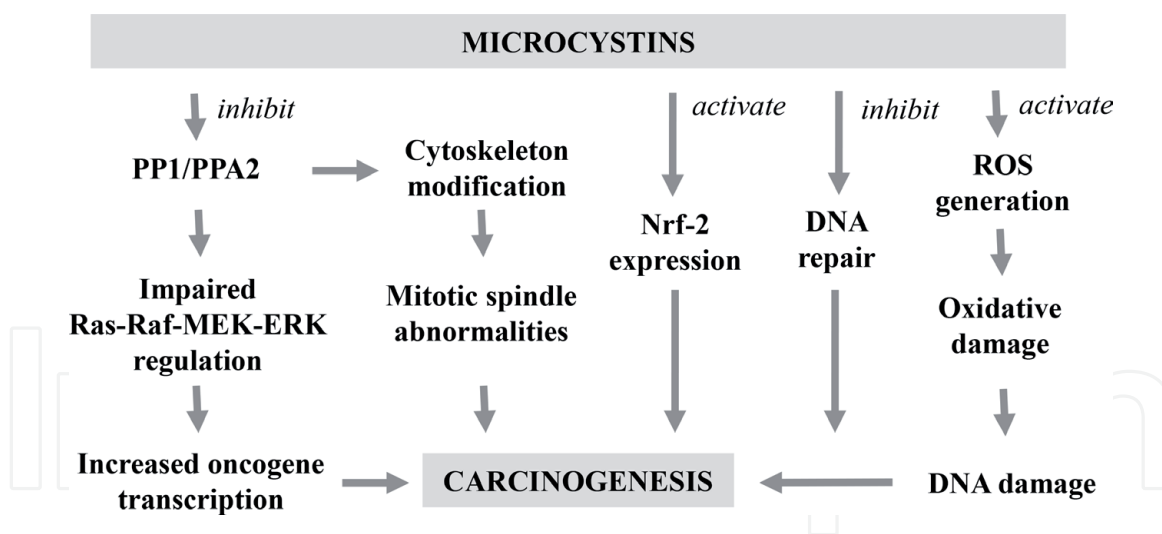 MICROCYSTINS
inhibit
activate
inhibit
activate
PP1/PPA2
Cytoskeleton
modification
Nrf-2
expression
DNA
repair
ROS
generation
Impaired
Ras-Raf-MEK-ERK
regulation
Mitotic spindle
abnormalities
Oxidative
damage
Increased oncogene
transcription
CARCINOGENESIS
DNA damage